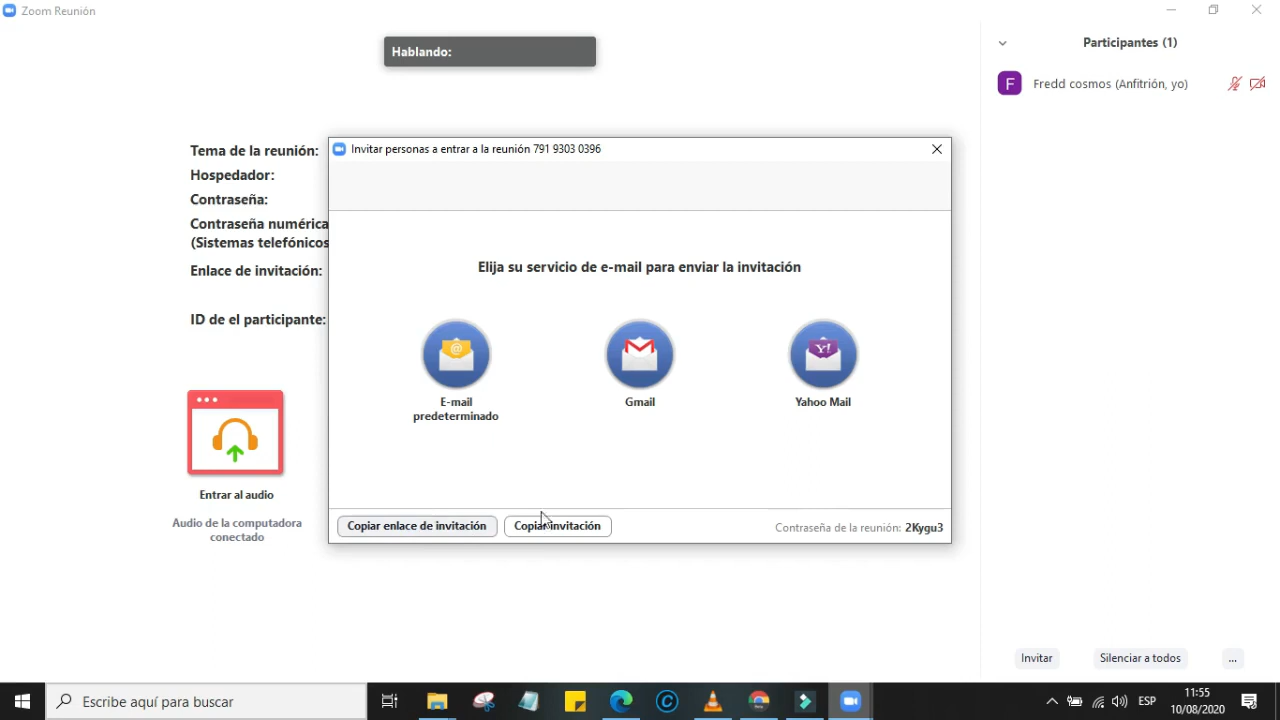 Zoom Reunión
Hablando:
Participantes (1)
F
Fredd cosmos (Anfitrión, yo)
Tema de la reunión:
Hospedador:
Contraseña:
Contraseña numérica
(Sistemas telefónicos
Enlace de invitación:
ID de el participante:
Entrar al audio
Audio de la computadora
conectado
Invitar personas a entrar a la reunión 791 9303 0396
Elija su servicio de e-mail para enviar la invitación
E-mail
predeterminado
Gmail
Yahoo Mail
Copiar enlace de invitación
Copiar invitación
Contraseña de la reunión: 2Kygu3
Invitar
Silenciar a todos
...
Escribe aquí para buscar
ESP
11:55
10/08/2020